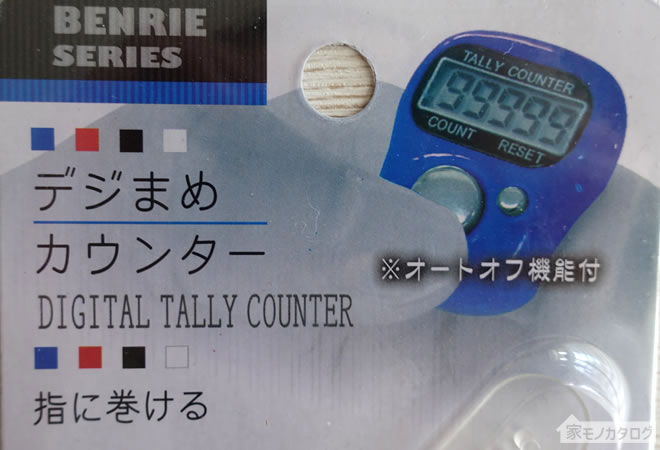 BENRIE
SERIES
TALLY COUNTER
99999
COUNT RESET
デジまめ
カウンター
※オートオフ機能付
DIGITAL TALLY COUNTER
指に巻ける
家モノカタログ